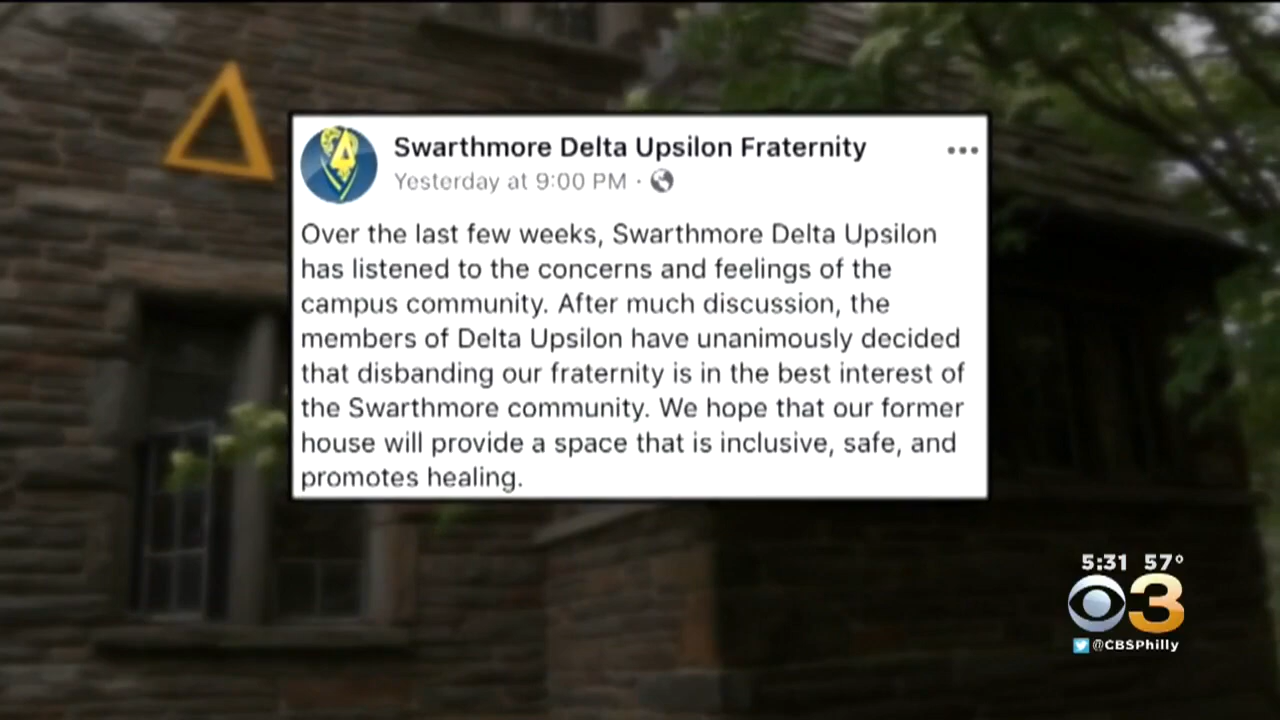 Δ
Swarthmore Delta Upsilon Fraternity
Yesterday at 9:00 PM ·
Over the last few weeks, Swarthmore Delta Upsilon
has listened to the concerns and feelings of the
campus community. After much discussion, the
members of Delta Upsilon have unanimously decided
that disbanding our fraternity is in the best interest of
the Swarthmore community. We hope that our former
house will provide a space that is inclusive, safe, and
promotes healing.
5:31 57°
3
@CBSPhilly